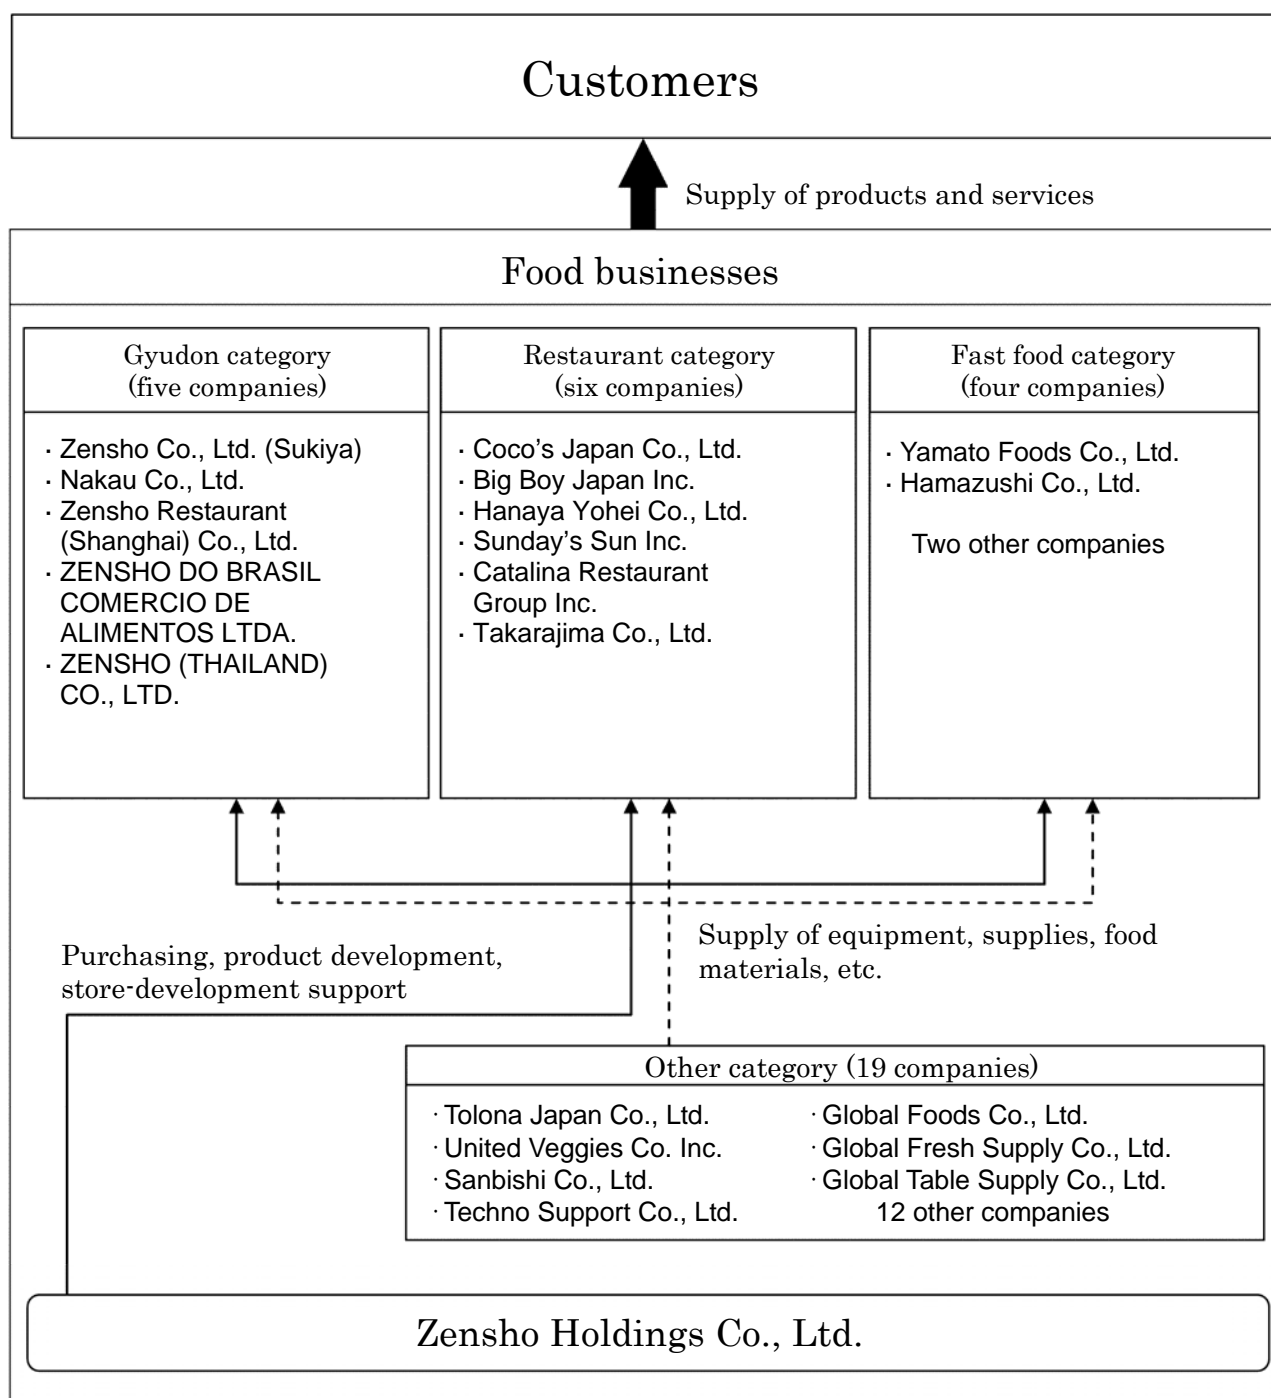 Customers
Supply of products and services
Food businesses
Gyudon category
(five companies)
· Zensho Co., Ltd. (Sukiya)
· Nakau Co., Ltd.
· Zensho Restaurant
(Shanghai) Co., Ltd.
· ZENSHO DO BRASIL
COMERCIO DE
ALIMENTOS LTDA.
· ZENSHO (THAILAND)
CO., LTD.
Restaurant category
(six companies)
· Coco’s Japan Co., Ltd.
· Big Boy Japan Inc.
· Hanaya Yohei Co., Ltd.
· Sunday’s Sun Inc.
· Catalina Restaurant
Group Inc.
· Takarajima Co., Ltd.
Fast food category
(four companies)
· Yamato Foods Co., Ltd.
· Hamazushi Co., Ltd.
Two other companies
Purchasing, product development,
store-development support
Supply of equipment, supplies, food
materials, etc.
Other category (19 companies)
· Tolona Japan Co., Ltd.
· United Veggies Co. Inc.
· Sanbishi Co., Ltd.
· Techno Support Co., Ltd.
· Global Foods Co., Ltd.
· Global Fresh Supply Co., Ltd.
· Global Table Supply Co., Ltd.
12 other companies
Zensho Holdings Co., Ltd.